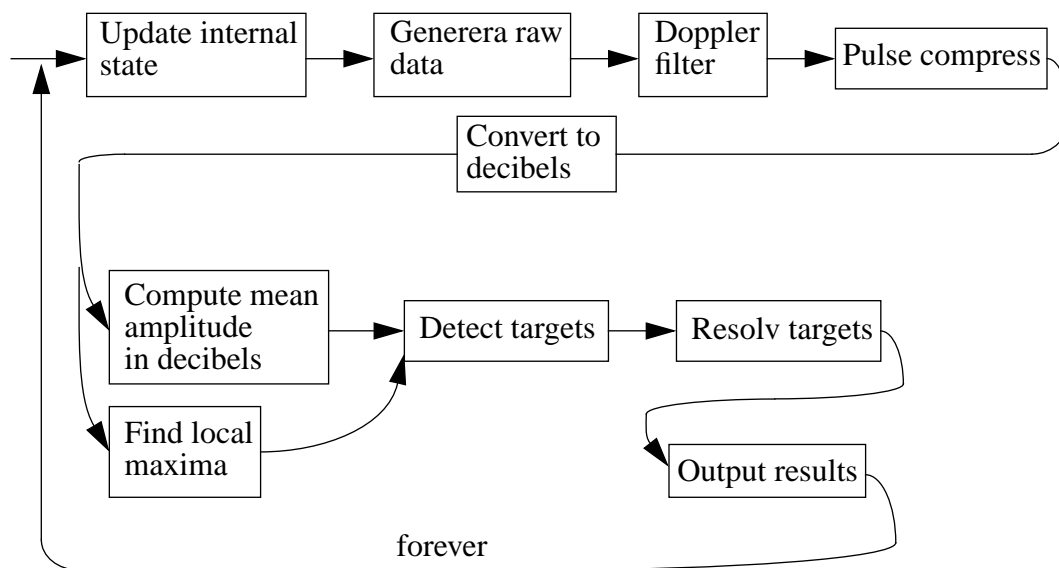 Update internal
state
Generera raw
data
Doppler
filter
Pulse compress
Convert to
decibels
Compute mean
amplitude
in decibels
Detect targets
Resolv targets
Find local
maxima
Output results
forever